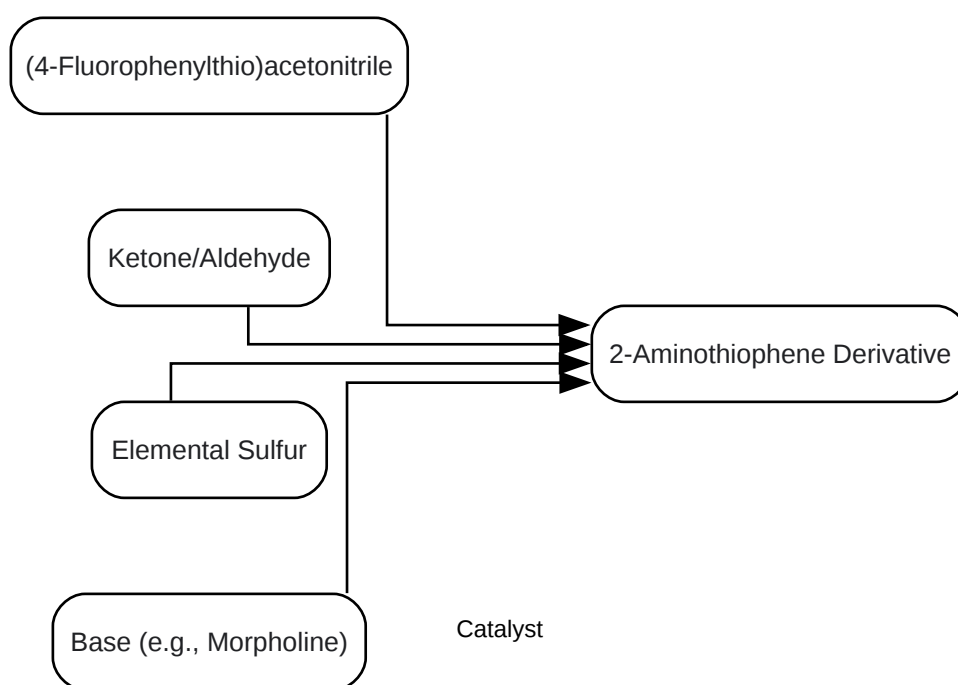 (4-Fluorophenylthio)acetonitrile
Ketone/Aldehyde
2-Aminothiophene Derivative
Elemental Sulfur
Base (e.g., Morpholine)
Catalyst